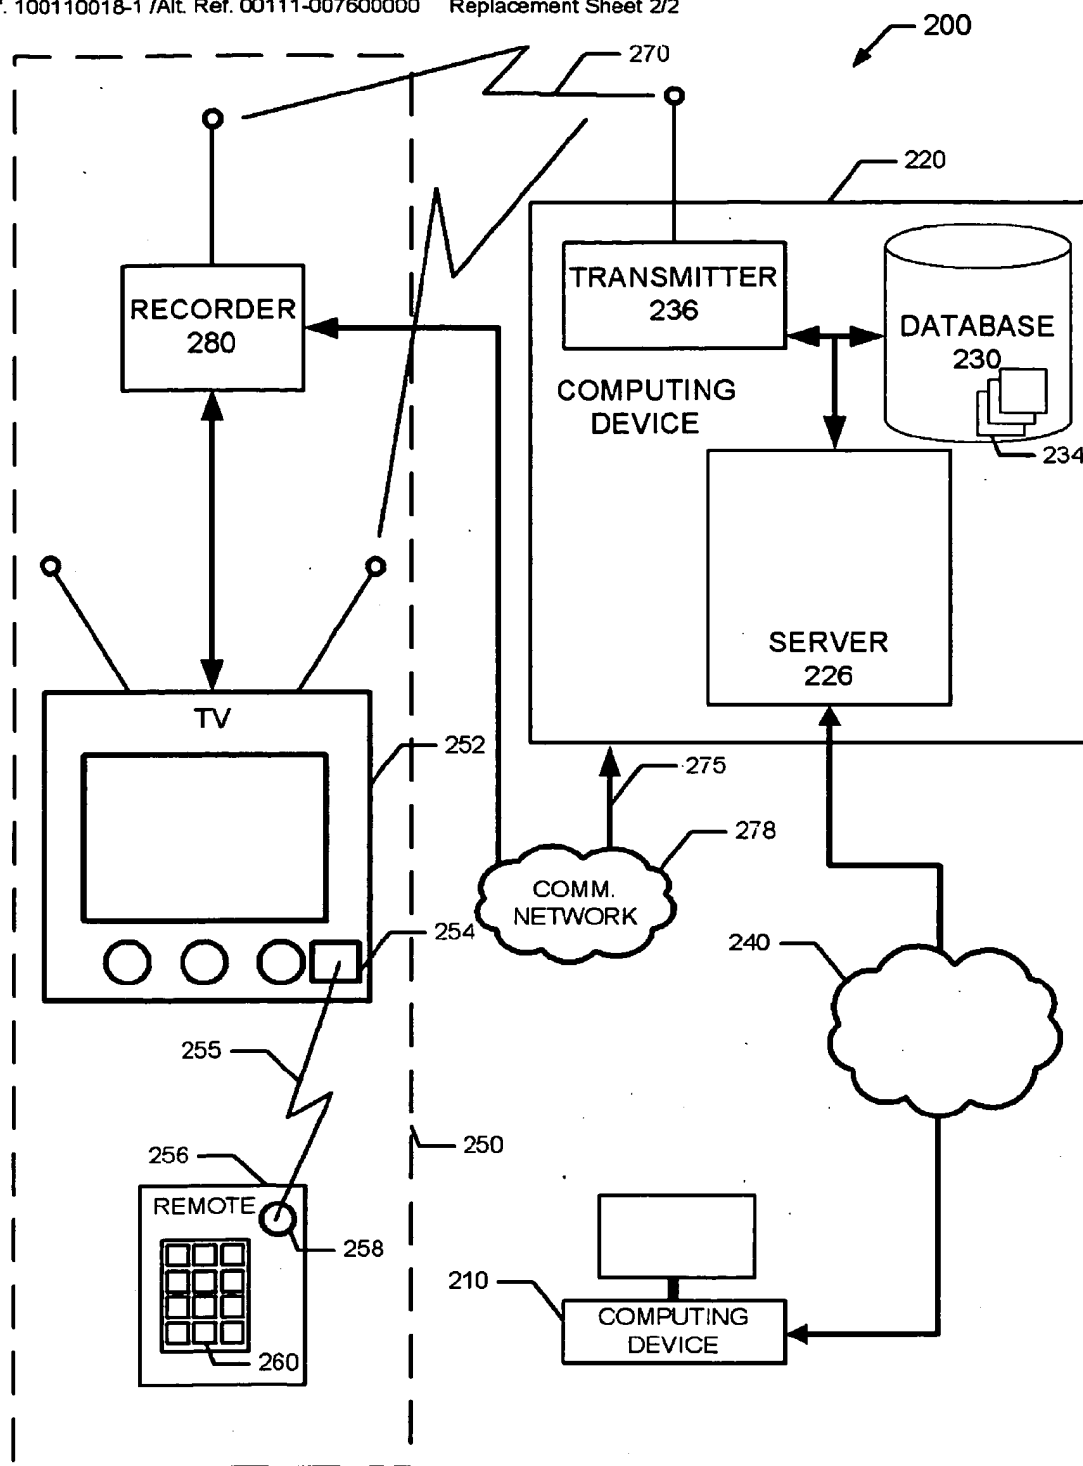 100110018-1 /Alt. Ref. 00111-007600000 Replacement Sheet 2/2
200
270
220
TRANSMITTER
236
DATABASE
230
234
COMPUTING
DEVICE
SERVER
226
RECORDER
280
TV
252
254
275
278
COMM.
NETWORK
240
255
250
256
REMOTE
258
260
210
COMPUTING
DEVICE